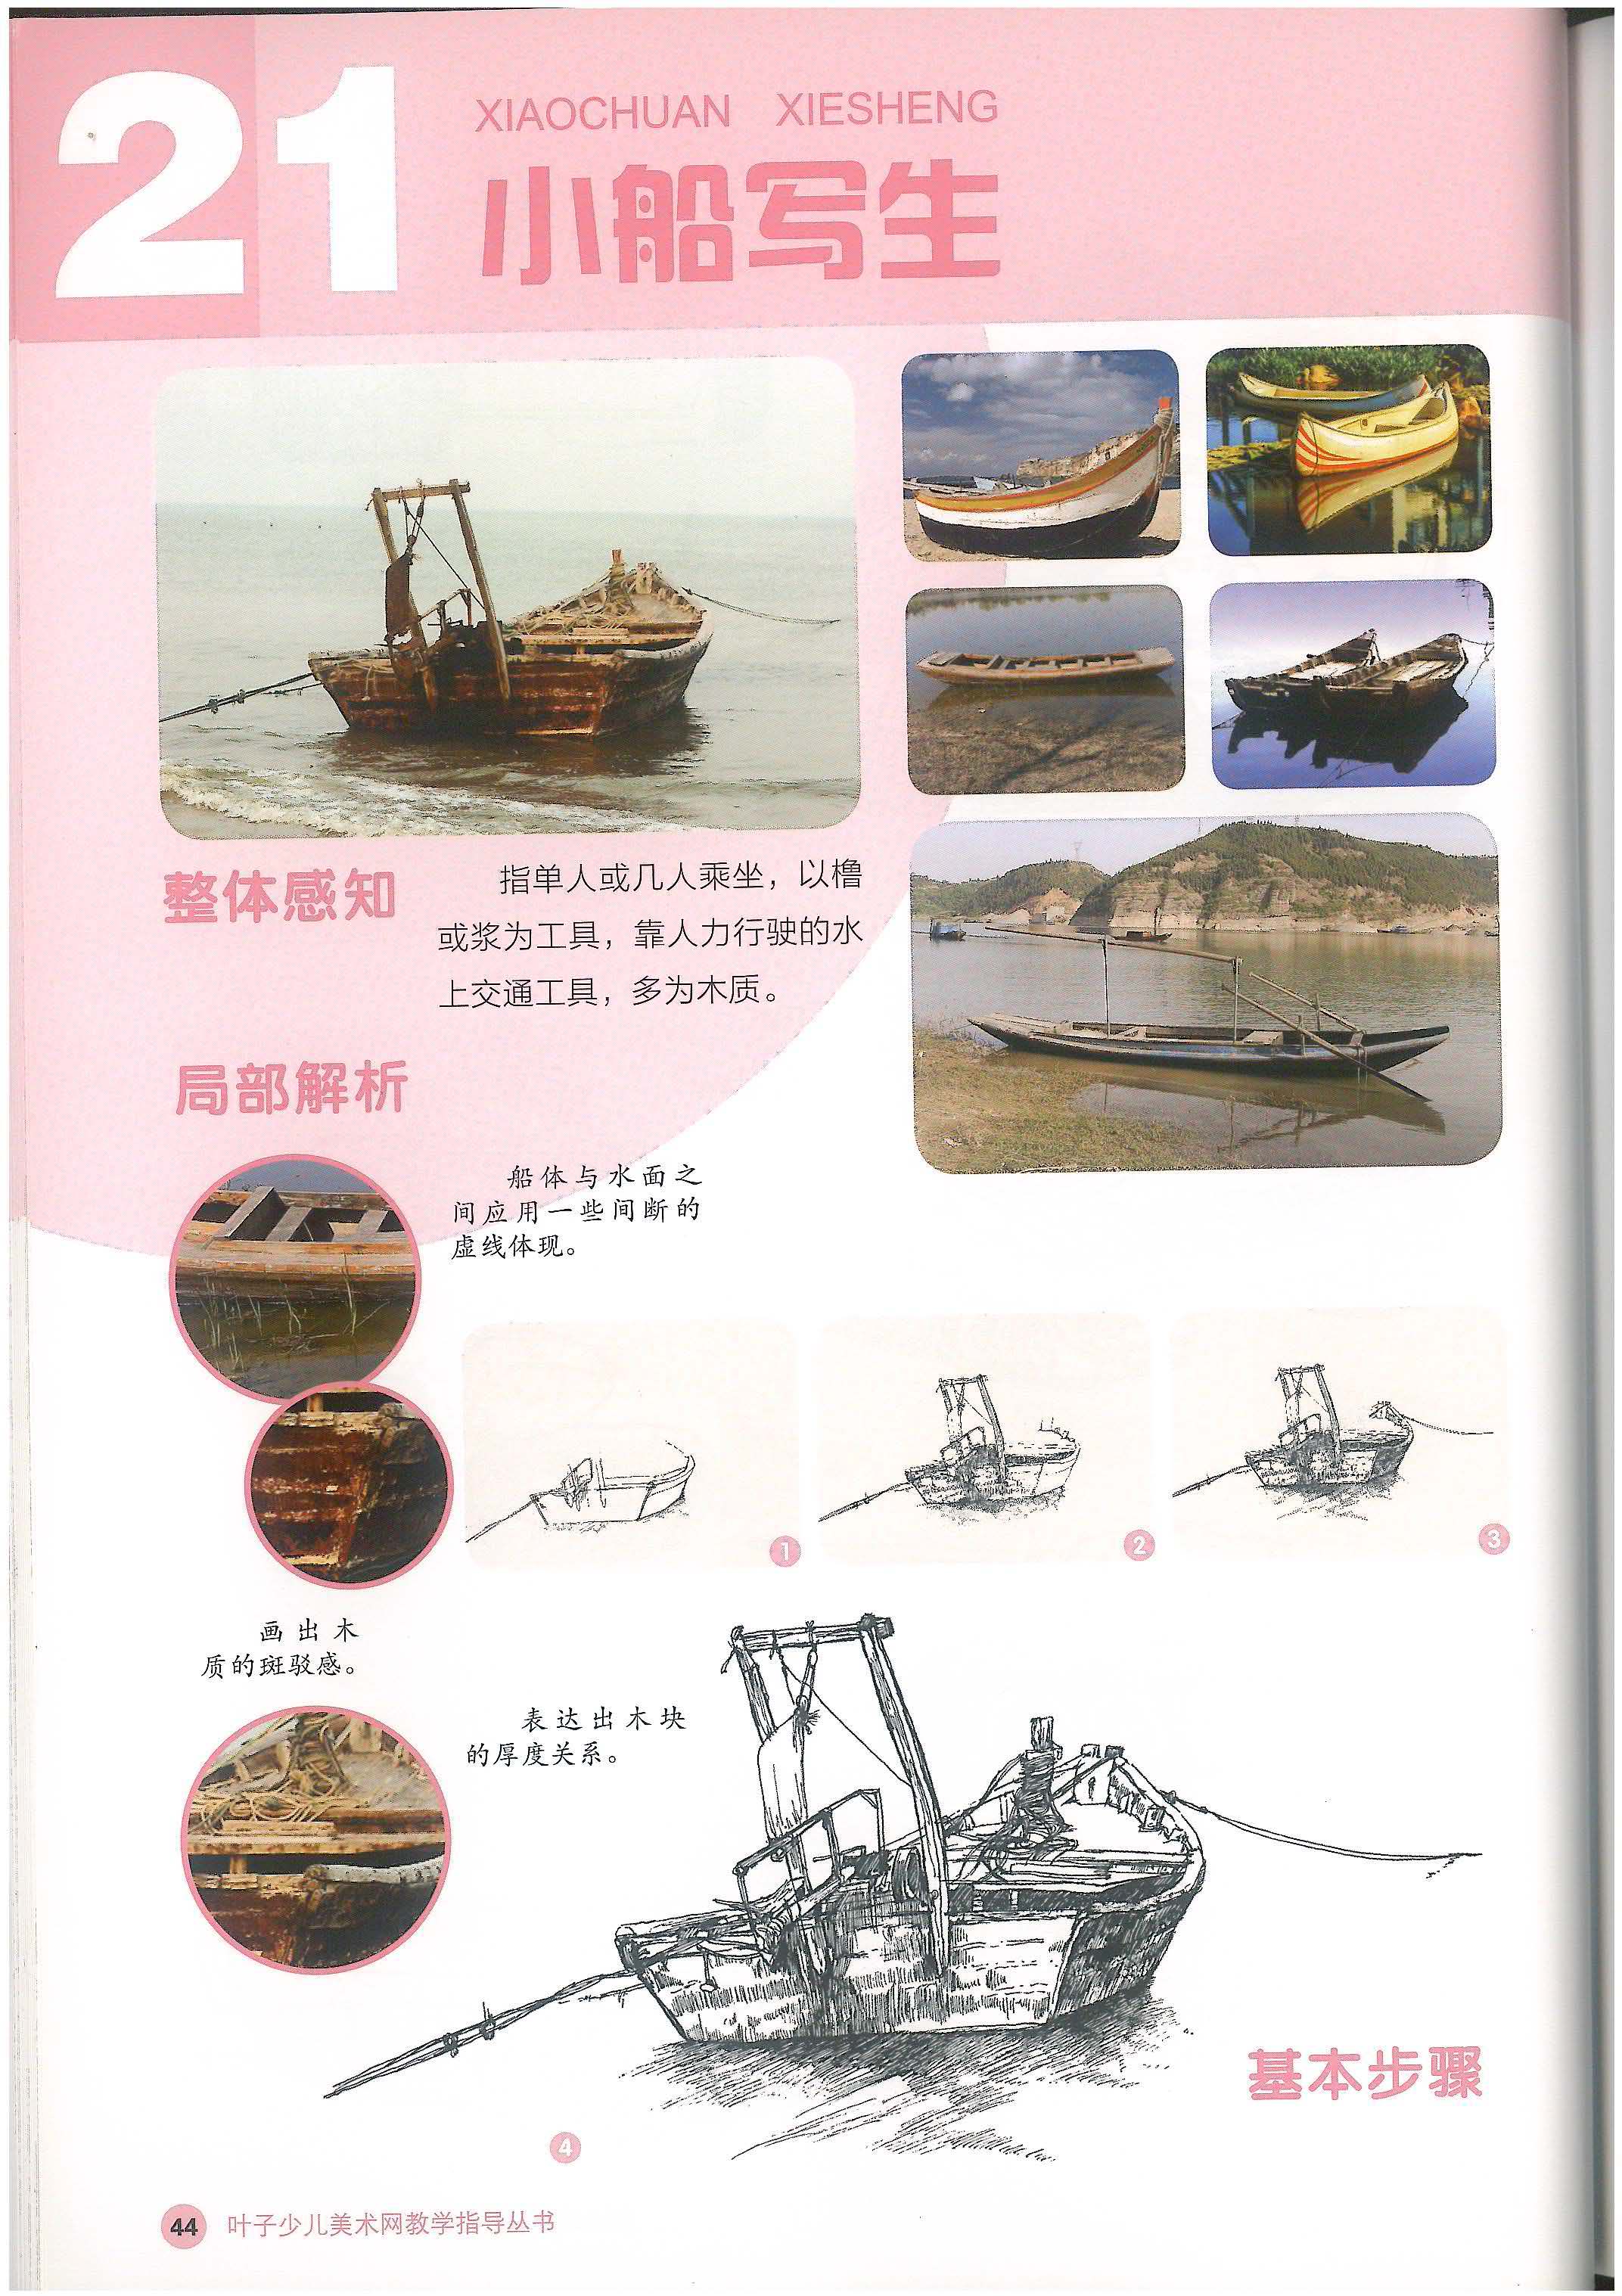 21
XIAOCHUAN XIESHENG
小船写生
整体感知
指单人或几人乘坐，以橹
或浆为工具，靠人力行驶的水
上交通工具，多为木质。
局部解析
船体与水面之
间应用一些间断的
虚线体现。
画出木
质的斑驳感。
表达出木块
的厚度关系。
1
2
3
4
基本步骤
44 叶子少儿美术网教学指导丛书